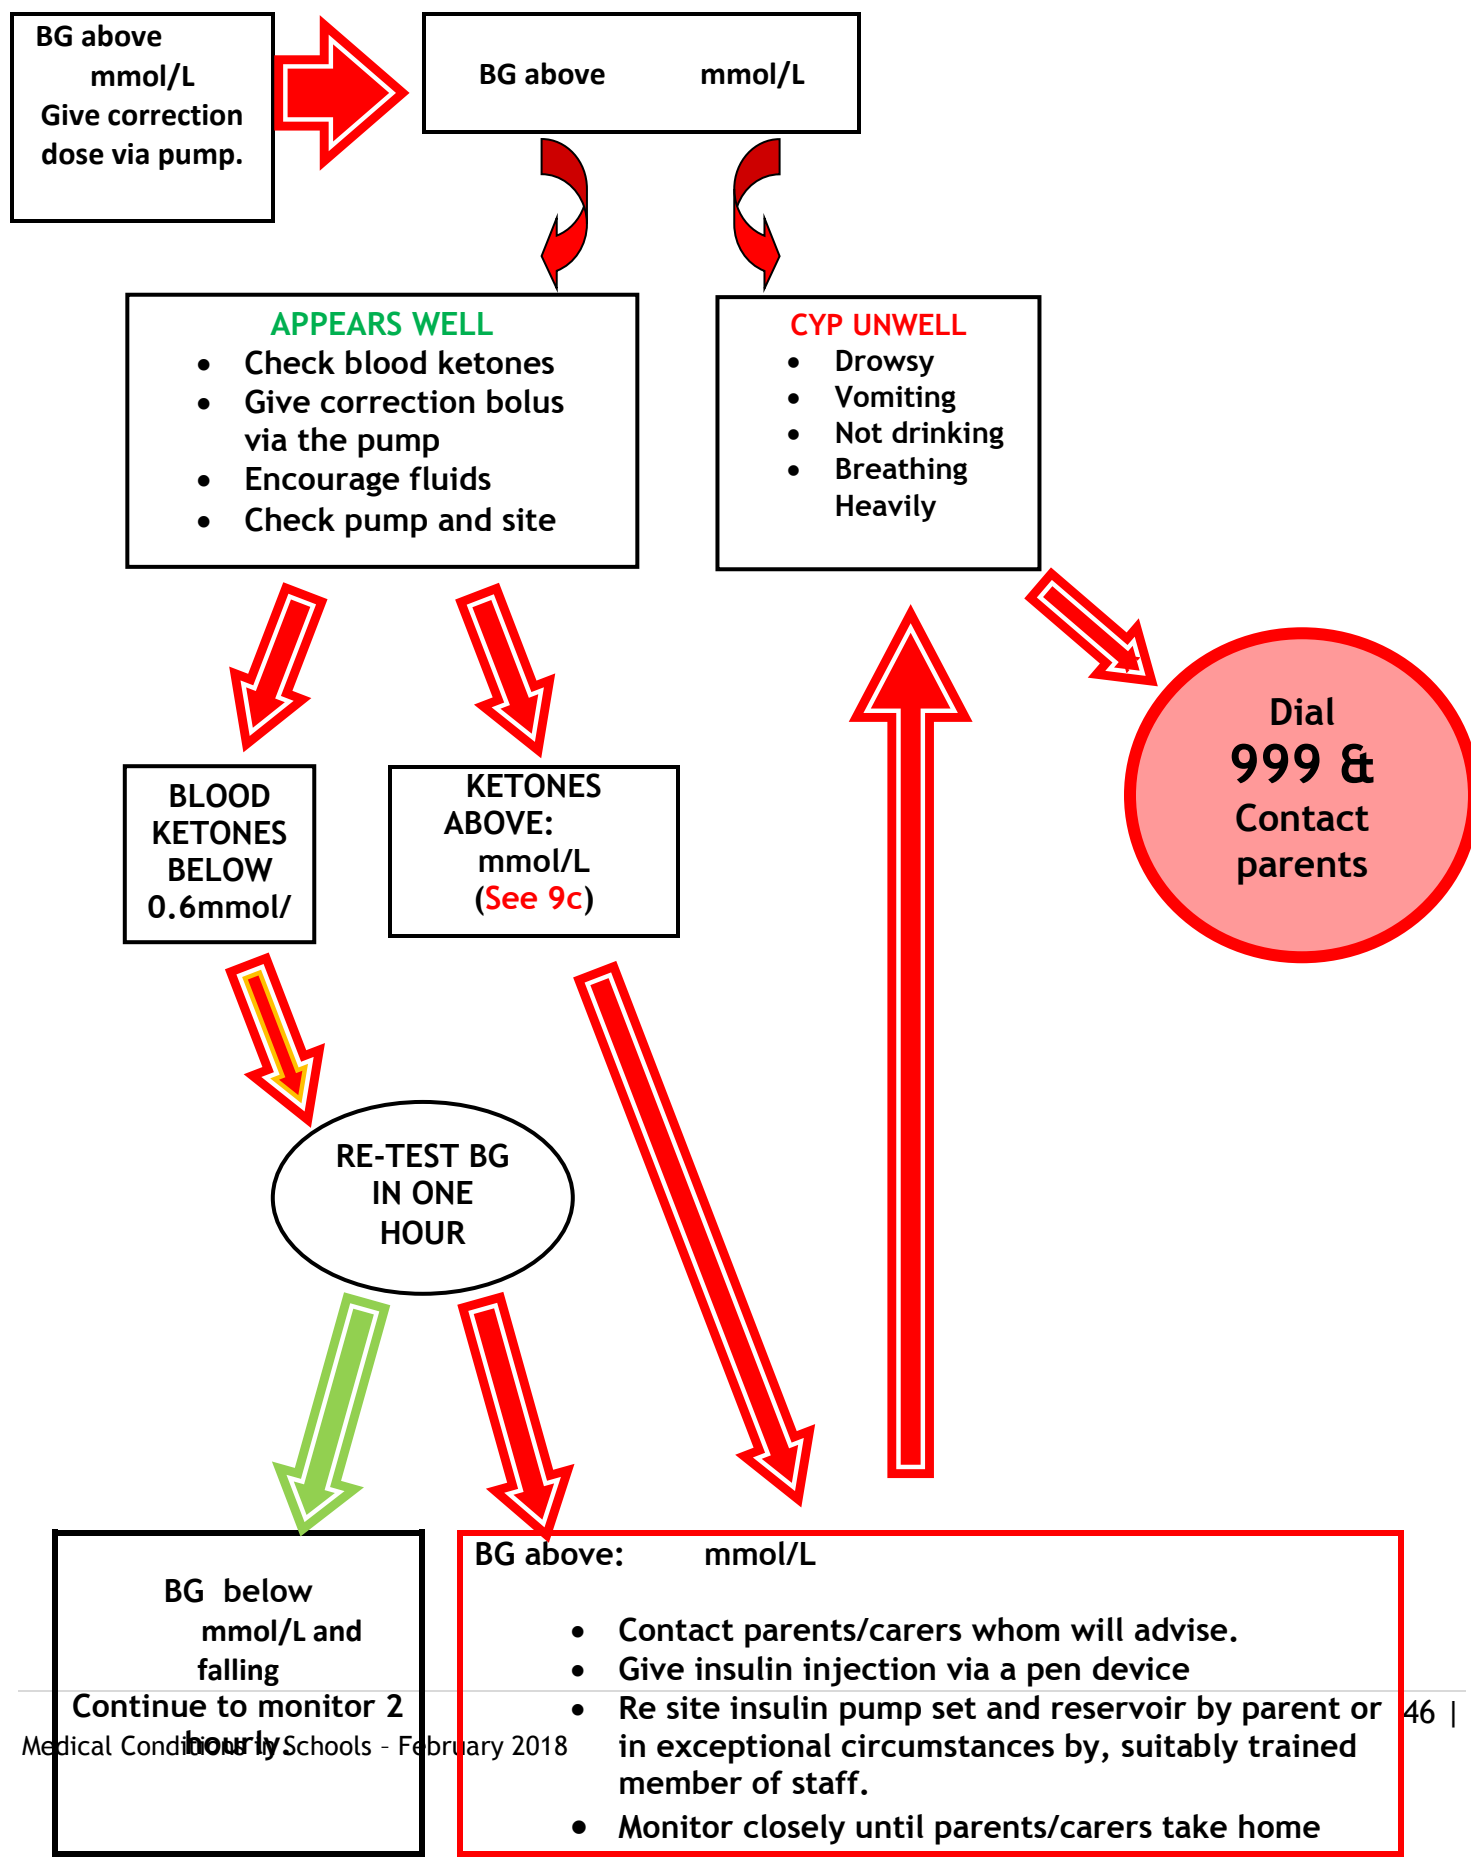 BG above
mmol/L
Give correction
dose via pump.
BG above mmol/L
APPEARS WELL
• Check blood ketones
• Give correction bolus
via the pump
• Encourage fluids
• Check pump and site
CYP UNWELL
• Drowsy
• Vomiting
• Not drinking
• Breathing
Heavily
Dial
999 &
Contact
parents
BLOOD
KETONES
BELOW
0.6mmol/
KETONES
ABOVE:
mmol/L
(See 9c)
RE-TEST BG
IN ONE
HOUR
BG below
mmol/L and
falling
Continue to monitor 2
hourly.
BG above: mmol/L
• Contact parents/carers whom will advise.
• Give insulin injection via a pen device
• Re site insulin pump set and reservoir by parent or
in exceptional circumstances by, suitably trained
member of staff.
• Monitor closely until parents/carers take home
46 |
Medical Conditions in Schools – February 2018